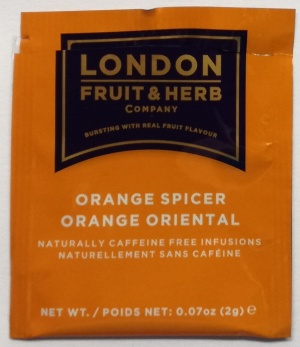 LONDON
FRUIT & HERB
COMPANY
BURSTING WITH REAL FRUIT FLAVOUR
ORANGE SPICER
ORANGE ORIENTAL
NATURALLY CAFFEINE FREE INFUSIONS
NATURELLEMENT SANS CAFÉINE
NET WT. / POIDS NET: 0.07oz (2g) ℮